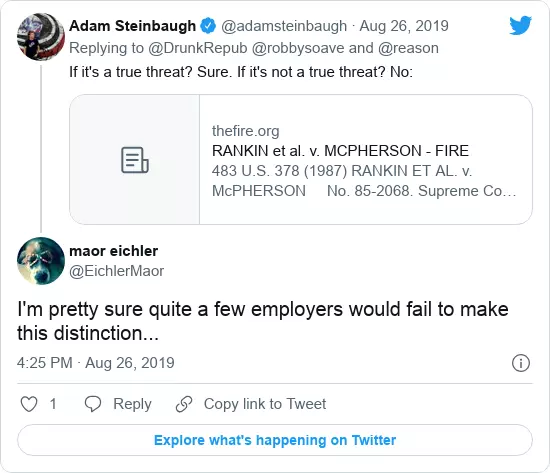 Adam Steinbaugh @adamsteinbaugh · Aug 26, 2019
Replying to @DrunkRepub @robbysoave and @reason
If it's a true threat? Sure. If it's not a true threat? No:
thefire.org
RANKIN et al. v. MCPHERSON - FIRE
483 U.S. 378 (1987) RANKIN ET AL. v.
McPHERSON No. 85-2068. Supreme Co…
maor eichler
@EichlerMaor
I'm pretty sure quite a few employers would fail to make
this distinction...
4:25 PM · Aug 26, 2019
1 Reply Copy link to Tweet
Explore what's happening on Twitter